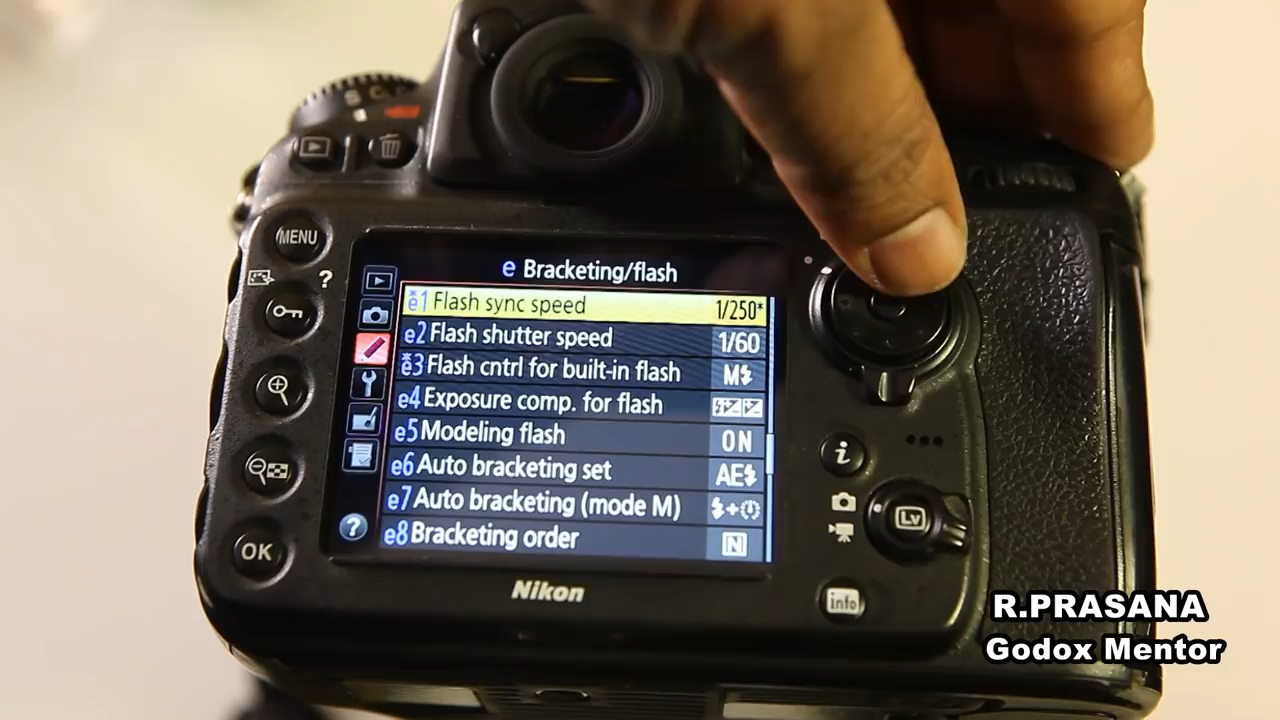 S C
MENU
?
e Bracketing/flash
e1 Flash sync speed 1/250*
e2 Flash shutter speed 1/60
e3 Flash cntrl for built-in flash M
e4 Exposure comp. for flash
e5 Modeling flash ON
e6 Auto bracketing set AE
e7 Auto bracketing (mode M)
e8 Bracketing order N
?
OK
i
Lv
info
Nikon
R.PRASANA
Godox Mentor